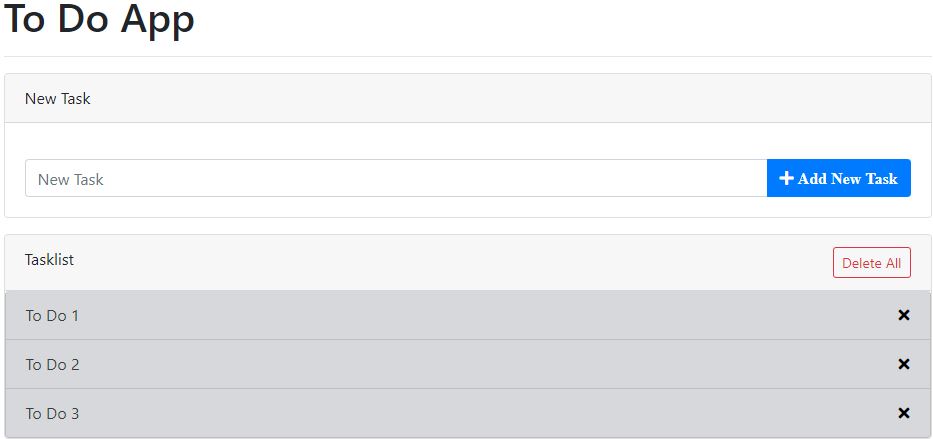 To Do App
New Task
New Task
Add New Task
Tasklist
Delete All
To Do 1
To Do 2
To Do 3